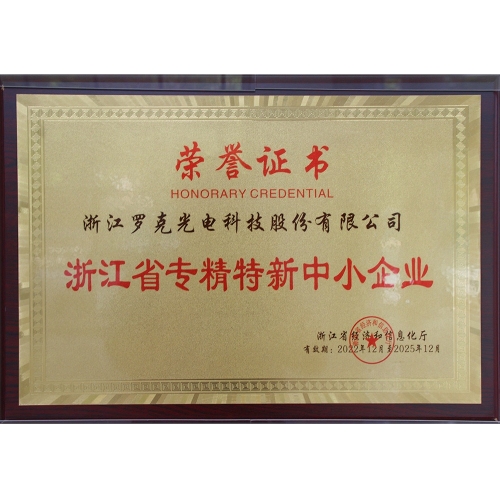 荣誉证书
HONORARY CREDENTIAL
浙江罗克光电科技股份有限公司
浙江省专精特新中小企业
浙江省经济和信息化厅
有效期：2022年12月至2025年12月